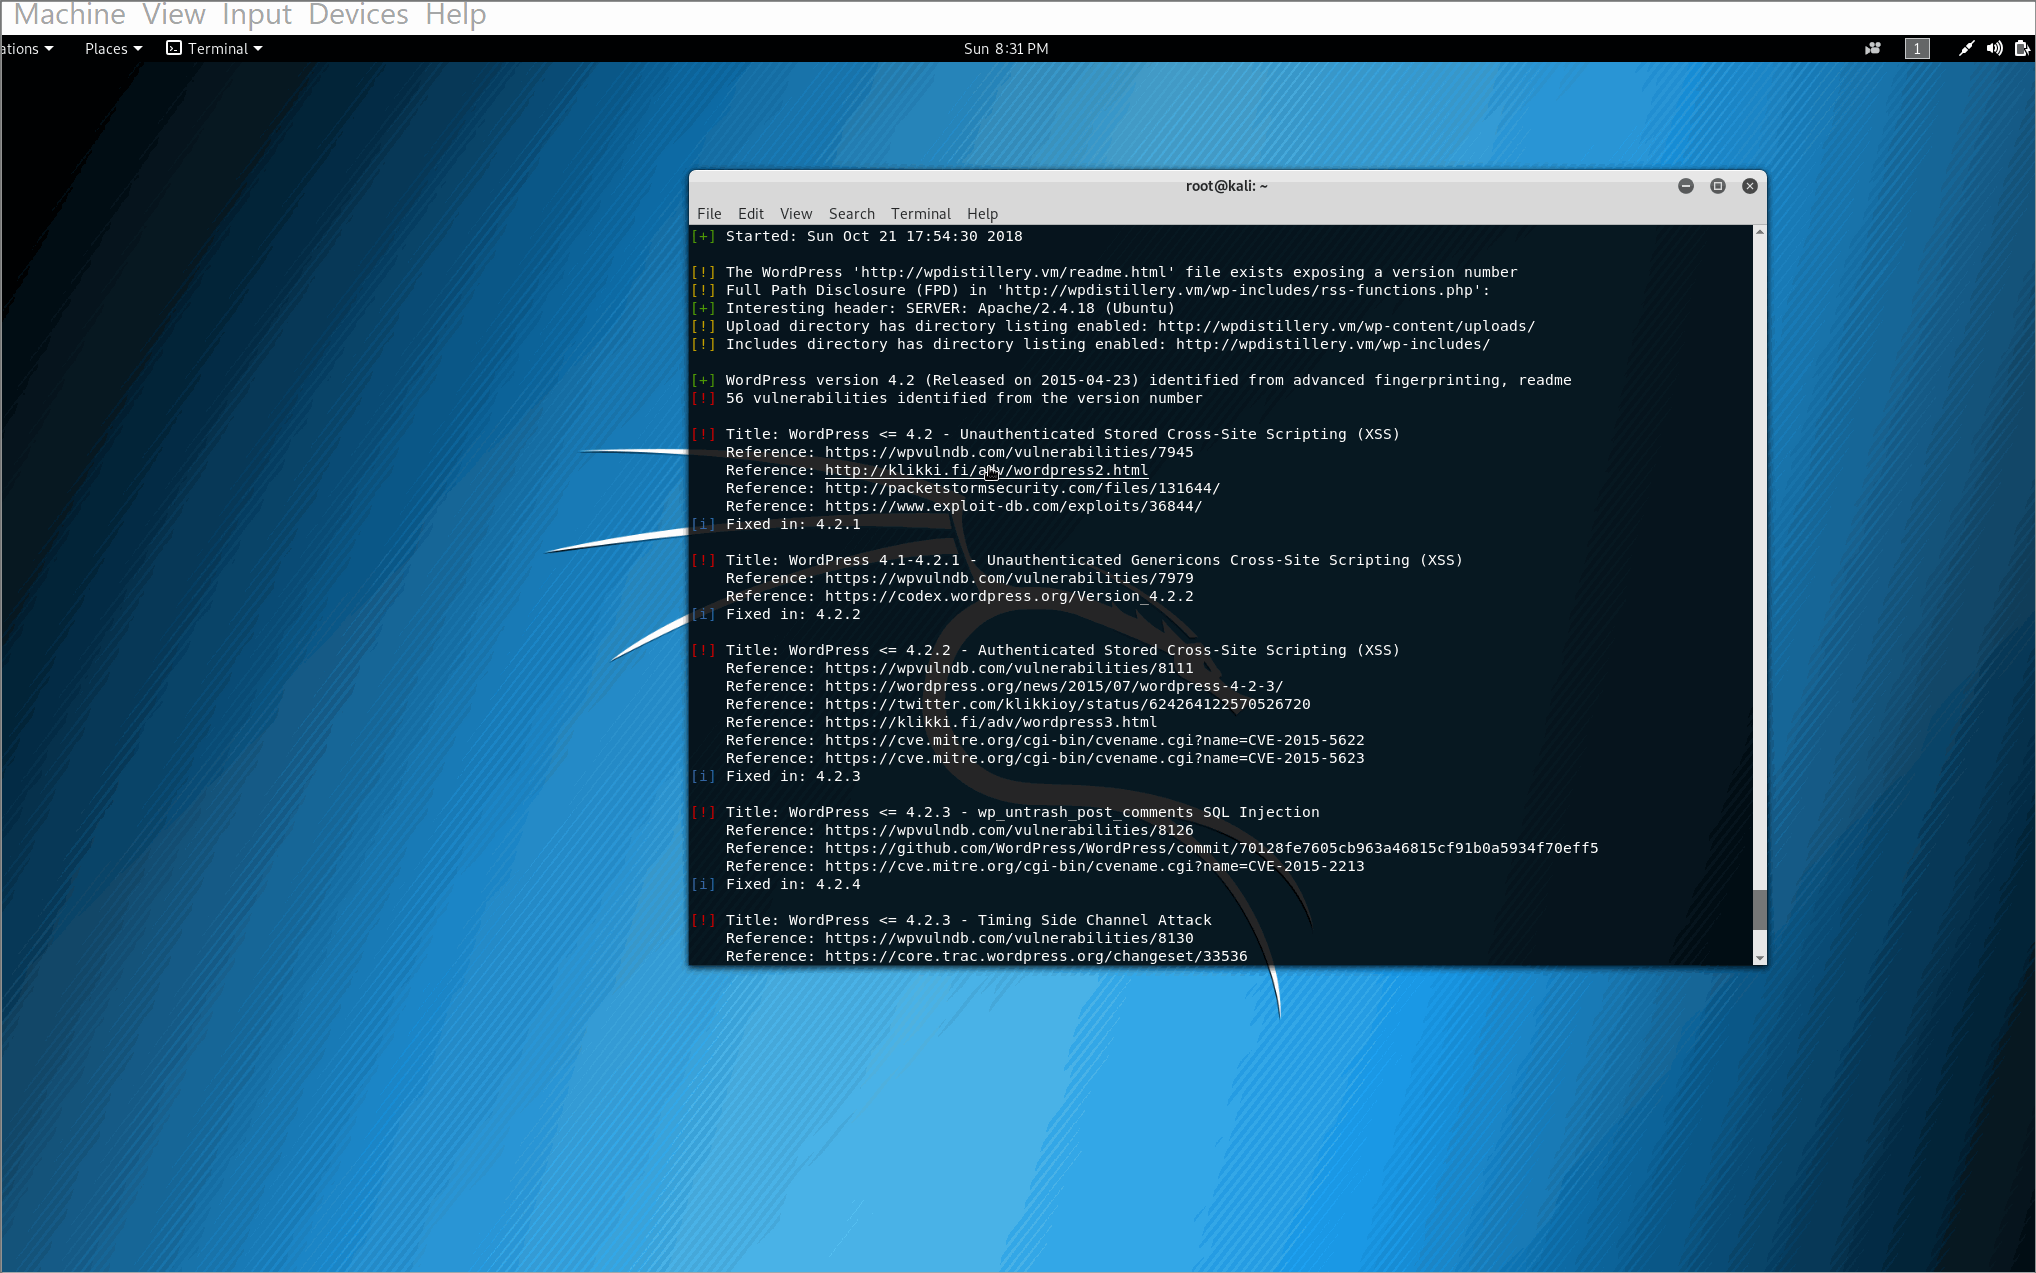 Machine View Input Devices Help
ations Places Terminal Sun 8:31 PM 1
root@kali: ~
File Edit View Search Terminal Help
[+] Started: Sun Oct 21 17:54:30 2018
[!] The WordPress 'http://wpdistillery.vm/readme.html' file exists exposing a version number
[!] Full Path Disclosure (FPD) in 'http://wpdistillery.vm/wp-includes/rss-functions.php':
[+] Interesting header: SERVER: Apache/2.4.18 (Ubuntu)
[!] Upload directory has directory listing enabled: http://wpdistillery.vm/wp-content/uploads/
[!] Includes directory has directory listing enabled: http://wpdistillery.vm/wp-includes/
[+] WordPress version 4.2 (Released on 2015-04-23) identified from advanced fingerprinting, readme
[!] 56 vulnerabilities identified from the version number
[!] Title: WordPress <= 4.2 - Unauthenticated Stored Cross-Site Scripting (XSS)
Reference: https://wpvulndb.com/vulnerabilities/7945
Reference: http://klikki.fi/adv/wordpress2.html
Reference: http://packetstormsecurity.com/files/131644/
Reference: https://www.exploit-db.com/exploits/36844/
[i] Fixed in: 4.2.1
[!] Title: WordPress 4.1-4.2.1 - Unauthenticated Genericons Cross-Site Scripting (XSS)
Reference: https://wpvulndb.com/vulnerabilities/7979
Reference: https://codex.wordpress.org/Version_4.2.2
[i] Fixed in: 4.2.2
[!] Title: WordPress <= 4.2.2 - Authenticated Stored Cross-Site Scripting (XSS)
Reference: https://wpvulndb.com/vulnerabilities/8111
Reference: https://wordpress.org/news/2015/07/wordpress-4-2-3/
Reference: https://twitter.com/klikkioy/status/624264122570526720
Reference: https://klikki.fi/adv/wordpress3.html
Reference: https://cve.mitre.org/cgi-bin/cvename.cgi?name=CVE-2015-5622
Reference: https://cve.mitre.org/cgi-bin/cvename.cgi?name=CVE-2015-5623
[i] Fixed in: 4.2.3
[!] Title: WordPress <= 4.2.3 - wp_untrash_post_comments SQL Injection
Reference: https://wpvulndb.com/vulnerabilities/8126
Reference: https://github.com/WordPress/WordPress/commit/70128fe7605cb963a46815cf91b0a5934f70eff5
Reference: https://cve.mitre.org/cgi-bin/cvename.cgi?name=CVE-2015-2213
[i] Fixed in: 4.2.4
[!] Title: WordPress <= 4.2.3 - Timing Side Channel Attack
Reference: https://wpvulndb.com/vulnerabilities/8130
Reference: https://core.trac.wordpress.org/changeset/33536